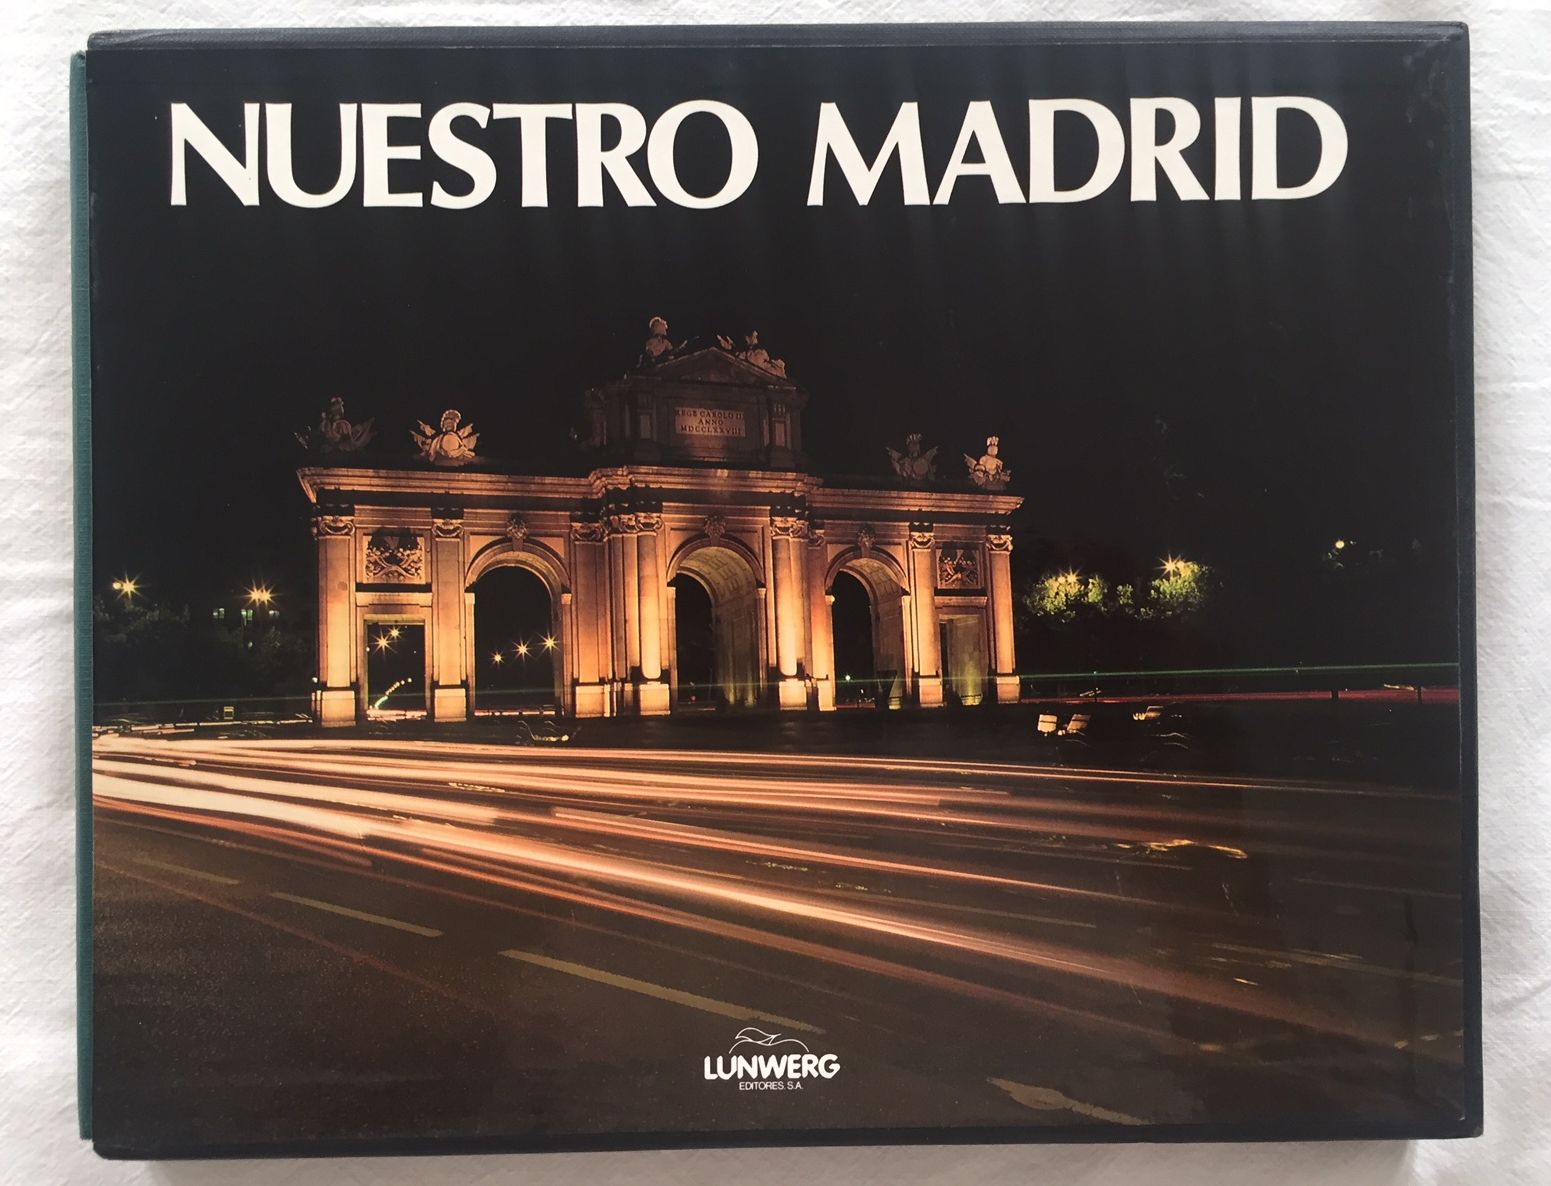 NUESTRO MADRID
REGE CAROLO III
ANNO
MDCCLXXVIII
LUNWERG
EDITORES, S.A.